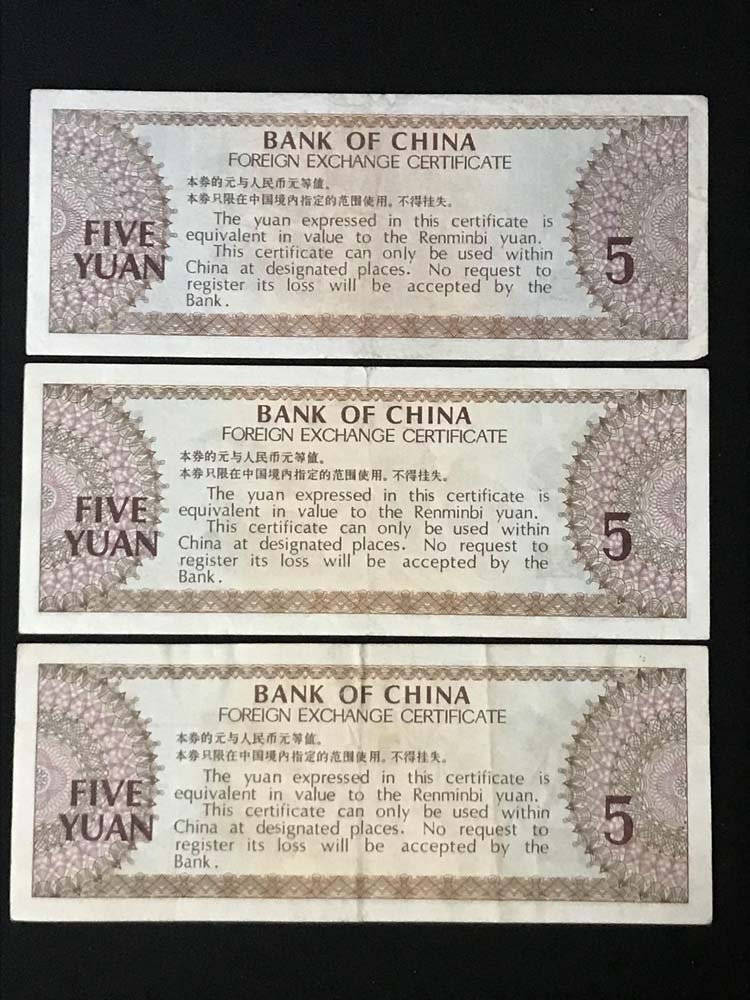 BANK OF CHINA
FOREIGN EXCHANGE CERTIFICATE
本券的元与人民币元等值。
本券只限在中国境内指定的范围使用。不得挂失。
The yuan expressed in this certificate is
equivalent in value to the Renminbi yuan.
This certificate can only be used within
China at designated places. No request to
register its loss will be accepted by the
Bank.
FIVE
YUAN
5
BANK OF CHINA
FOREIGN EXCHANGE CERTIFICATE
本券的元与人民币元等值。
本券只限在中国境内指定的范围使用。不得挂失。
The yuan expressed in this certificate is
equivalent in value to the Renminbi yuan.
This certificate can only be used within
China at designated places. No request to
register its loss will be accepted by the
Bank.
FIVE
YUAN
5
BANK OF CHINA
FOREIGN EXCHANGE CERTIFICATE
本券的元与人民币元等值。
本券只限在中国境内指定的范围使用。不得挂失。
The yuan expressed in this certificate is
equivalent in value to the Renminbi yuan.
This certificate can only be used within
China at designated places. No request to
register its loss will be accepted by the
Bank.
FIVE
YUAN
5